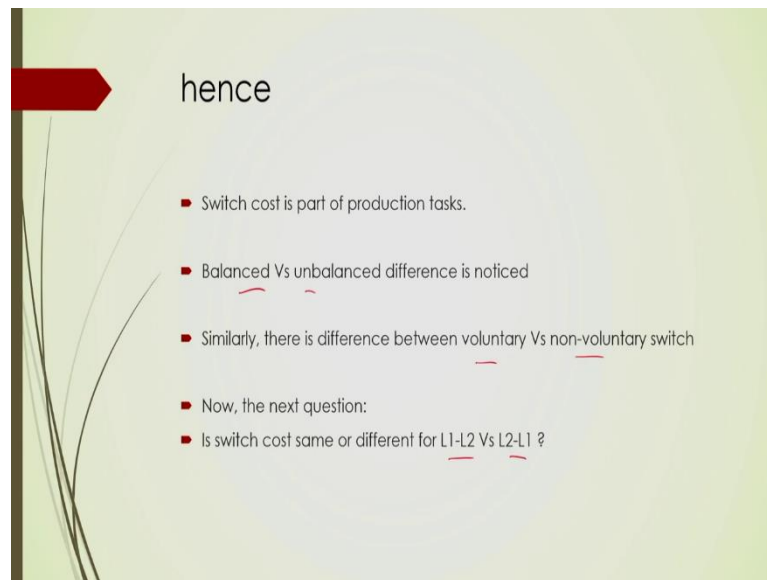 hence
Switch cost is part of production tasks.
Balanced Vs unbalanced difference is noticed
Similarly, there is difference between voluntary Vs non-voluntary switch
Now, the next question:
Is switch cost same or different for L1-L2 Vs L2-L1 ?